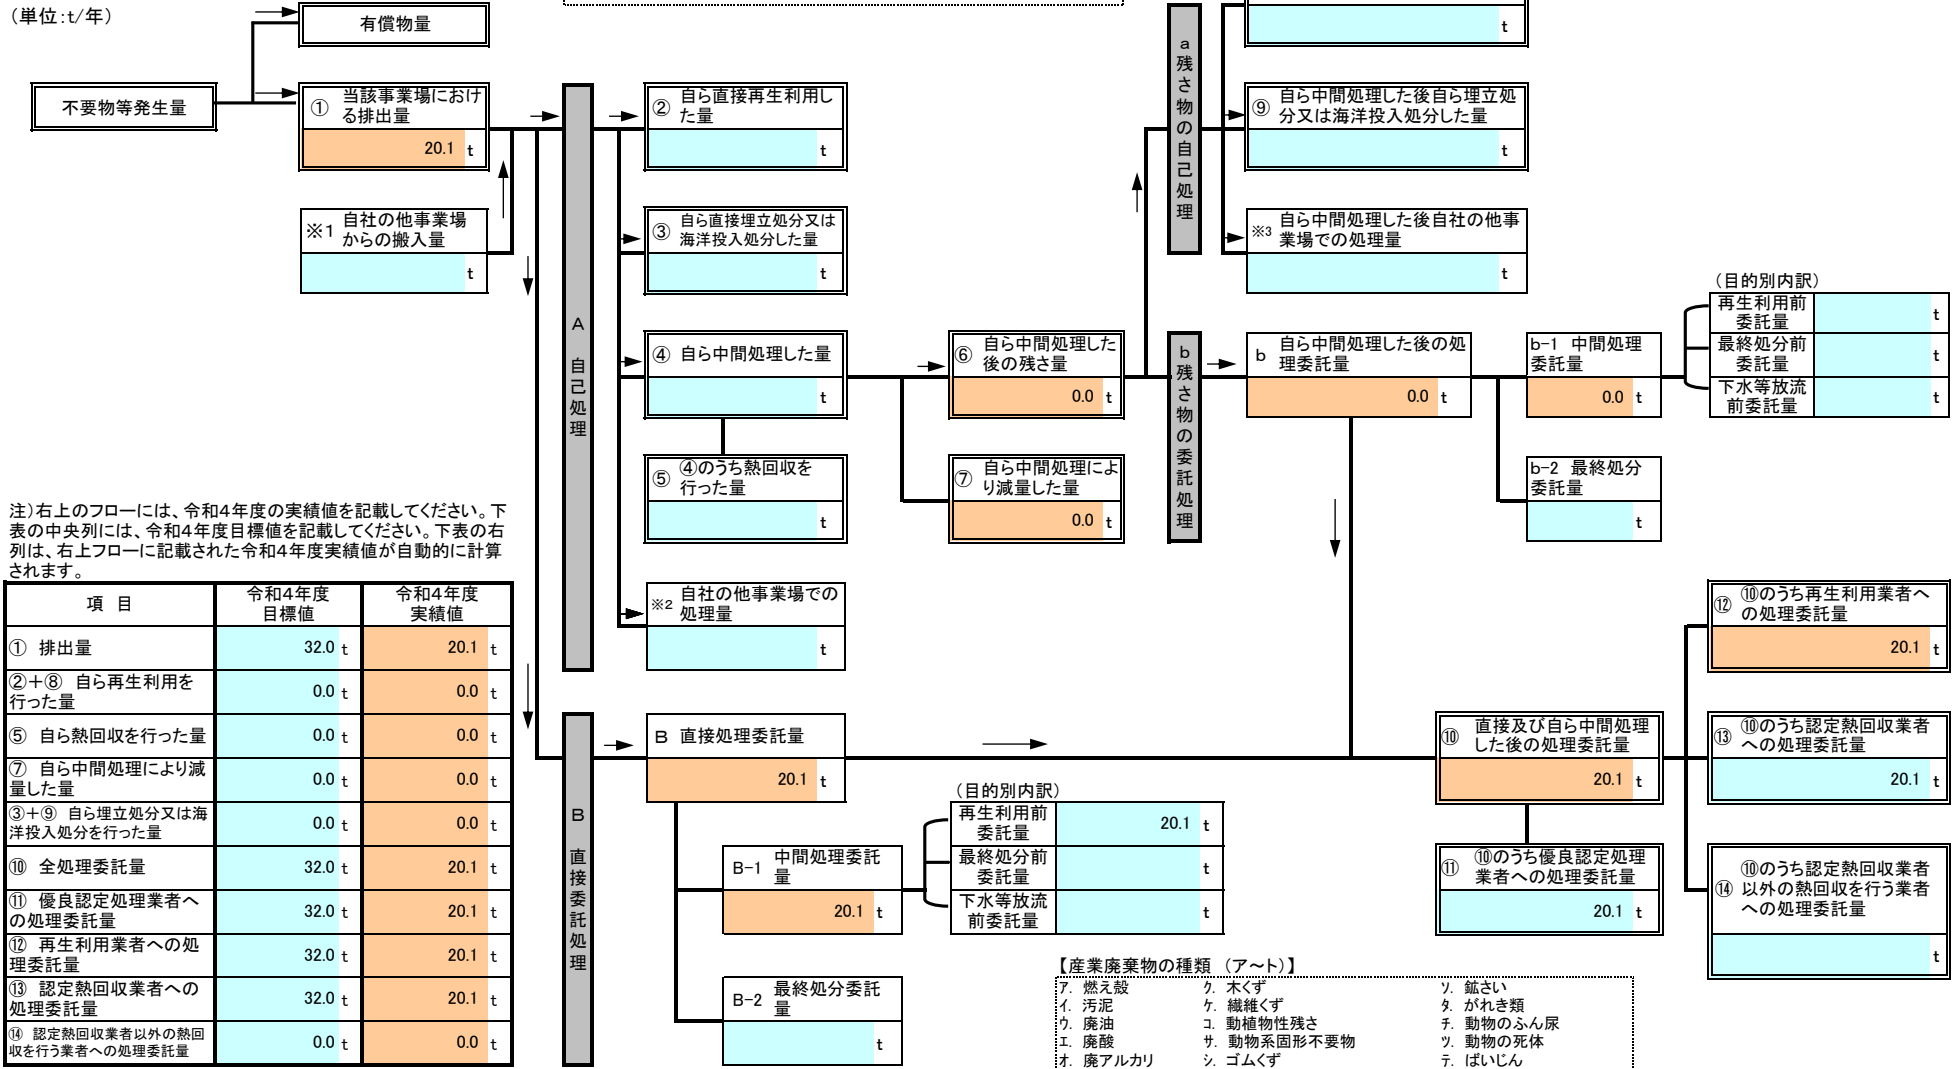 (単位:t/年)
有償物量
不要物等発生量
① 当該事業場におけ
る排出量
20.1 t
※1 自社の他事業場
からの搬入量
t
A 自己処理
② 自ら直接再生利用し
た量
t
③ 自ら直接埋立処分又は
海洋投入処分した量
t
④ 自ら中間処理した量
t
⑤ ④のうち熱回収を
行った量
t
※2 自社の他事業場での
処理量
t
⑥ 自ら中間処理した
後の残さ量
0.0 t
⑦ 自ら中間処理によ
り減量した量
0.0 t
a 残さ物の自己処理
t
⑨ 自ら中間処理した後自ら埋立処
分又は海洋投入処分した量
t
※3 自ら中間処理した後自社の他事
業場での処理量
t
b 残さ物の委託処理
b 自ら中間処理した後の処
理委託量
0.0 t
b-1 中間処理
委託量
0.0 t
b-2 最終処分
委託量
t
(目的別内訳)
再生利用前
委託量 t
最終処分前
委託量 t
下水等放流
前委託量 t
注)右上のフローには、令和4年度の実績値を記載してください。下
表の中央列には、令和4年度目標値を記載してください。下表の右
列は、右上フローに記載された令和4年度実績値が自動的に計算
されます。
項 目 令和4年度 目標値 令和4年度 実績値
① 排出量 32.0 t 20.1 t
②+⑧ 自ら再生利用を
行った量 0.0 t 0.0 t
⑤ 自ら熱回収を行った量 0.0 t 0.0 t
⑦ 自ら中間処理により減
量した量 0.0 t 0.0 t
③+⑨ 自ら埋立処分又は海
洋投入処分を行った量 0.0 t 0.0 t
⑩ 全処理委託量 32.0 t 20.1 t
⑪ 優良認定処理業者へ
の処理委託量 32.0 t 20.1 t
⑫ 再生利用業者への処
理委託量 32.0 t 20.1 t
⑬ 認定熱回収業者への
処理委託量 32.0 t 20.1 t
⑭ 認定熱回収業者以外の熱回
収を行う業者への処理委託量 0.0 t 0.0 t
B 直接委託処理
B 直接処理委託量
20.1 t
B-1 中間処理委託
量
20.1 t
B-2 最終処分委託
量
t
(目的別内訳)
再生利用前
委託量 20.1 t
最終処分前
委託量 t
下水等放流
前委託量 t
⑩ 直接及び自ら中間処理
した後の処理委託量
20.1 t
⑪ ⑩のうち優良認定処理
業者への処理委託量
20.1 t
⑫ ⑩のうち再生利用業者へ
の処理委託量
20.1 t
⑬ ⑩のうち認定熱回収業者
への処理委託量
20.1 t
⑭ ⑩のうち認定熱回収業者
以外の熱回収を行う業者
への処理委託量
t
【産業廃棄物の種類 (ア~ト)】
ア. 燃え殻 ク. 木くず ソ. 鉱さい
イ. 汚泥 ケ. 繊維くず タ. がれき類
ウ. 廃油 コ. 動植物性残さ チ. 動物のふん尿
エ. 廃酸 サ. 動物系固形不要物 ツ. 動物の死体
オ. 廃アルカリ シ. ゴムくず テ. ばいじん